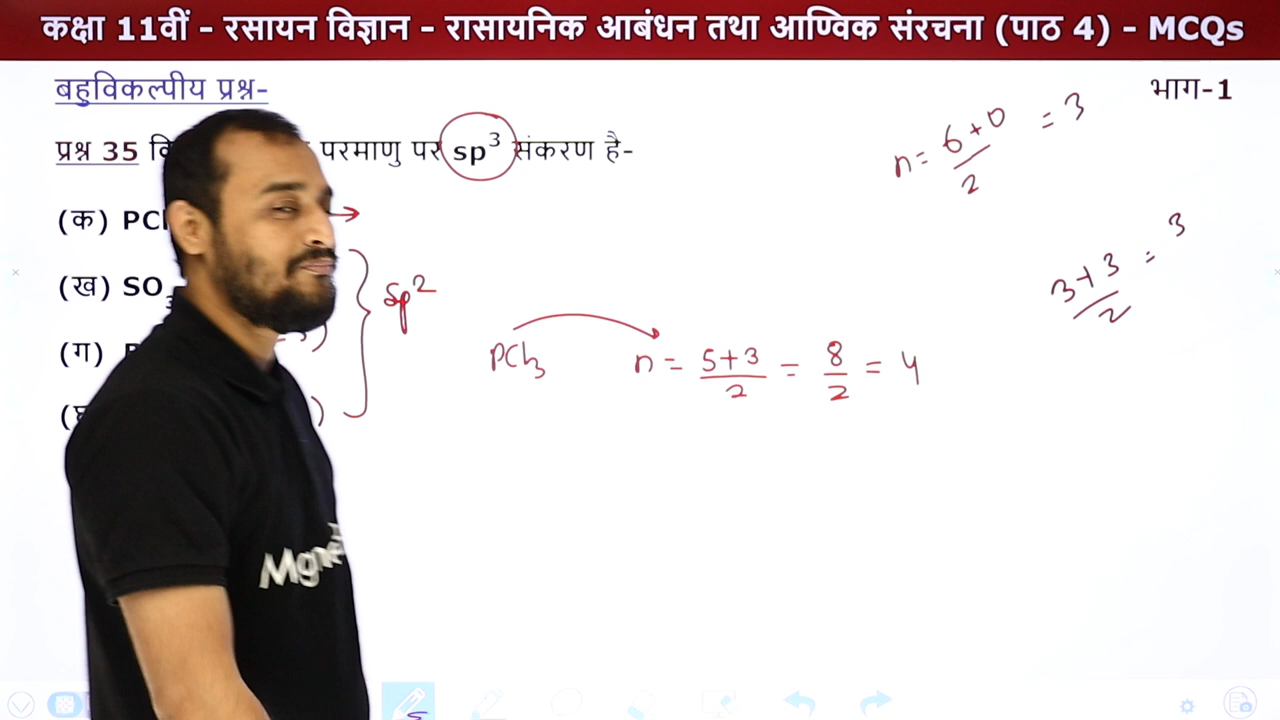 कक्षा 11वीं - रसायन विज्ञान - रासायनिक आबंधन तथा आण्विक संरचना (पाठ 4) - MCQs
बहुविकल्पीय प्रश्न-
भाग-1
प्रश्न 35 परमाणु पर sp³ संकरण है-
n = 6+0/2 = 3
(क) PCl
(ख) SO₃
sp²
3+3/2 = 3
(ग)
PCl₃ n = 5+3/2 = 8/2 = 4
(घ)